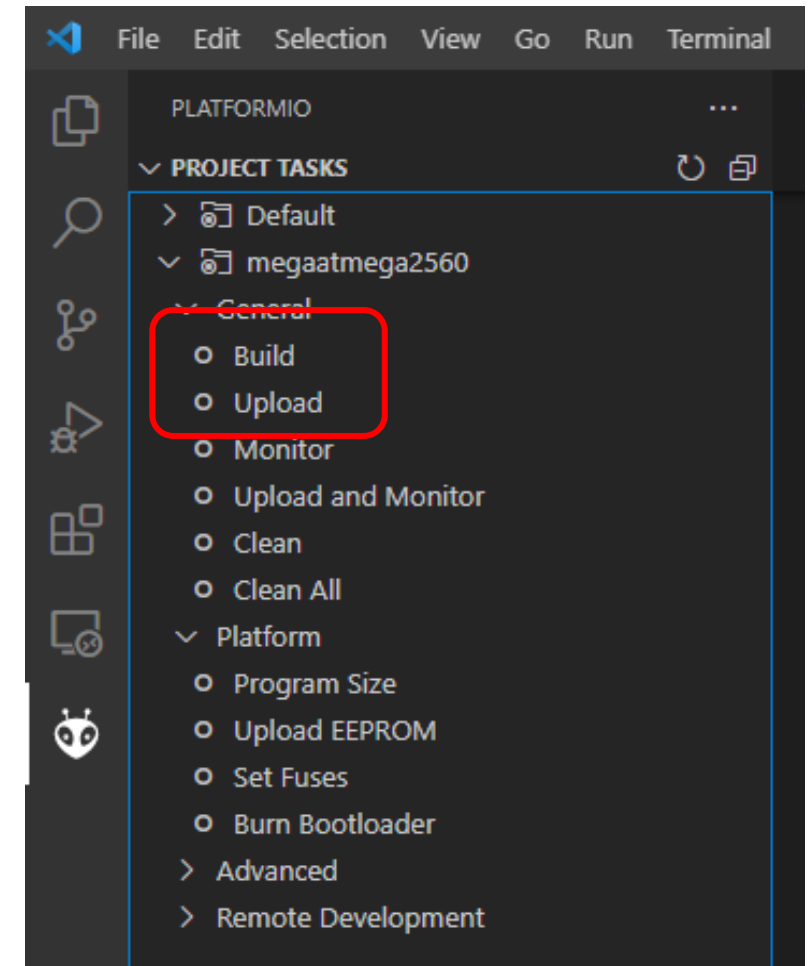 File Edit Selection View Go Run Terminal
PLATFORMIO
PROJECT TASKS
Default
megaatmega2560
General
Build
Upload
Monitor
Upload and Monitor
Clean
Clean All
Platform
Program Size
Upload EEPROM
Set Fuses
Burn Bootloader
Advanced
Remote Development